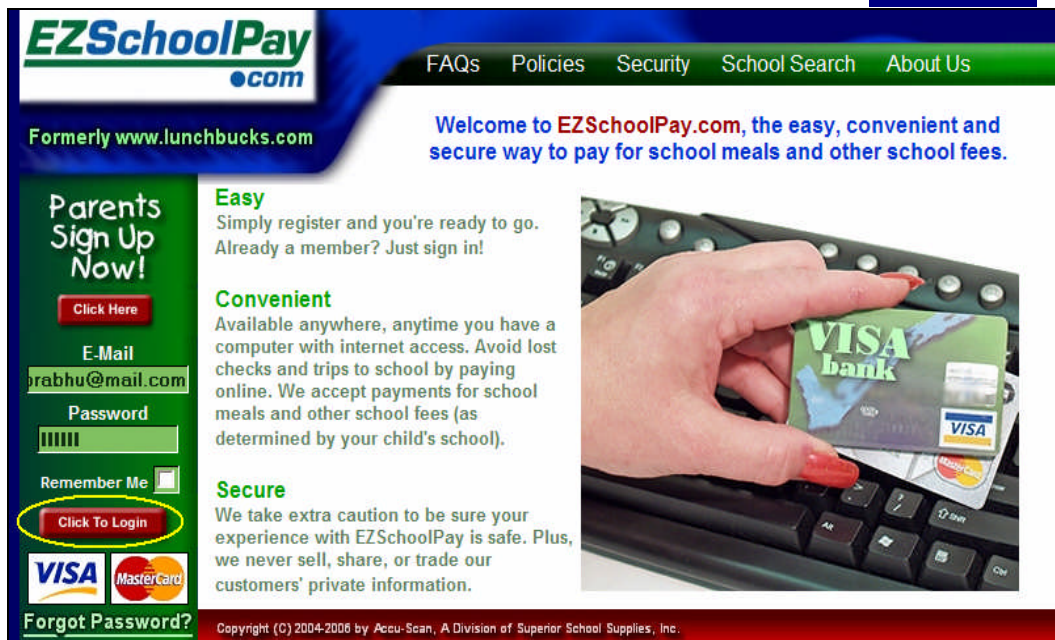 EZSchoolPay
.com
FAQs Policies Security School Search About Us
Formerly www.lunchbucks.com
Welcome to EZSchoolPay.com, the easy, convenient and
secure way to pay for school meals and other school fees.
Parents
Sign Up
Now!
Click Here
E-Mail
prabhu@mail.com
Password
Remember Me
Click To Login
VISA MasterCard
Forgot Password?
Easy
Simply register and you're ready to go.
Already a member? Just sign in!
Convenient
Available anywhere, anytime you have a
computer with internet access. Avoid lost
checks and trips to school by paying
online. We accept payments for school
meals and other school fees (as
determined by your child's school).
Secure
We take extra caution to be sure your
experience with EZSchoolPay is safe. Plus,
we never sell, share, or trade our
customers' private information.
VISA
bank
VISA
MasterCard
Alt
Shift
Ctrl
Copyright (C) 2004-2006 by Accu-Scan, A Division of Superior School Supplies, Inc.